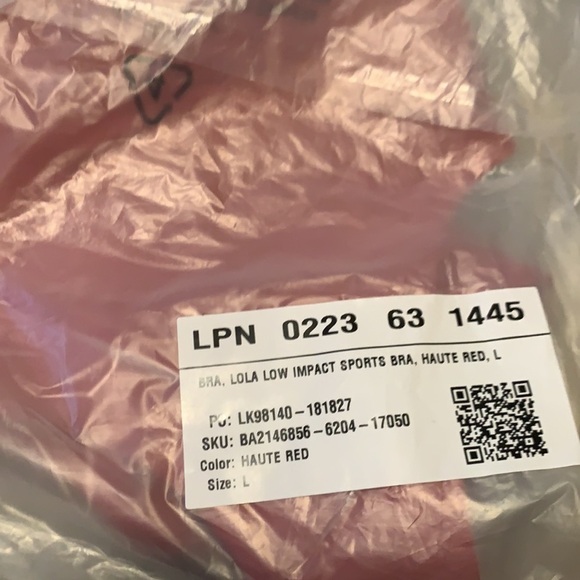 LPN 0223 63 1445
BRA, LOLA LOW IMPACT SPORTS BRA, HAUTE RED, L
PO: LK98140-181827
SKU: BA2146856-6204-17050
Color: HAUTE RED
Size: L